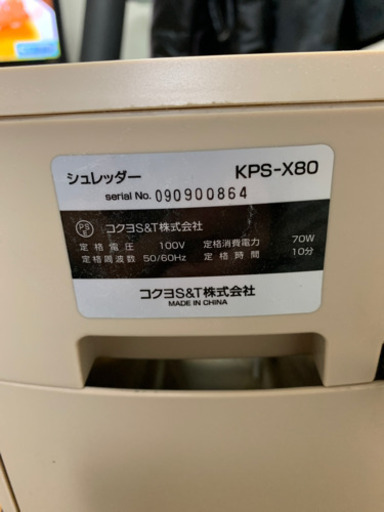 シュレッダー KPS-X80
serial No. 090900864
PS E コクヨS&T株式会社
定格電圧 100V 定格消費電力 70W
定格周波数 50/60Hz 定格時間 10分
コクヨS&T株式会社
MADE IN CHINA